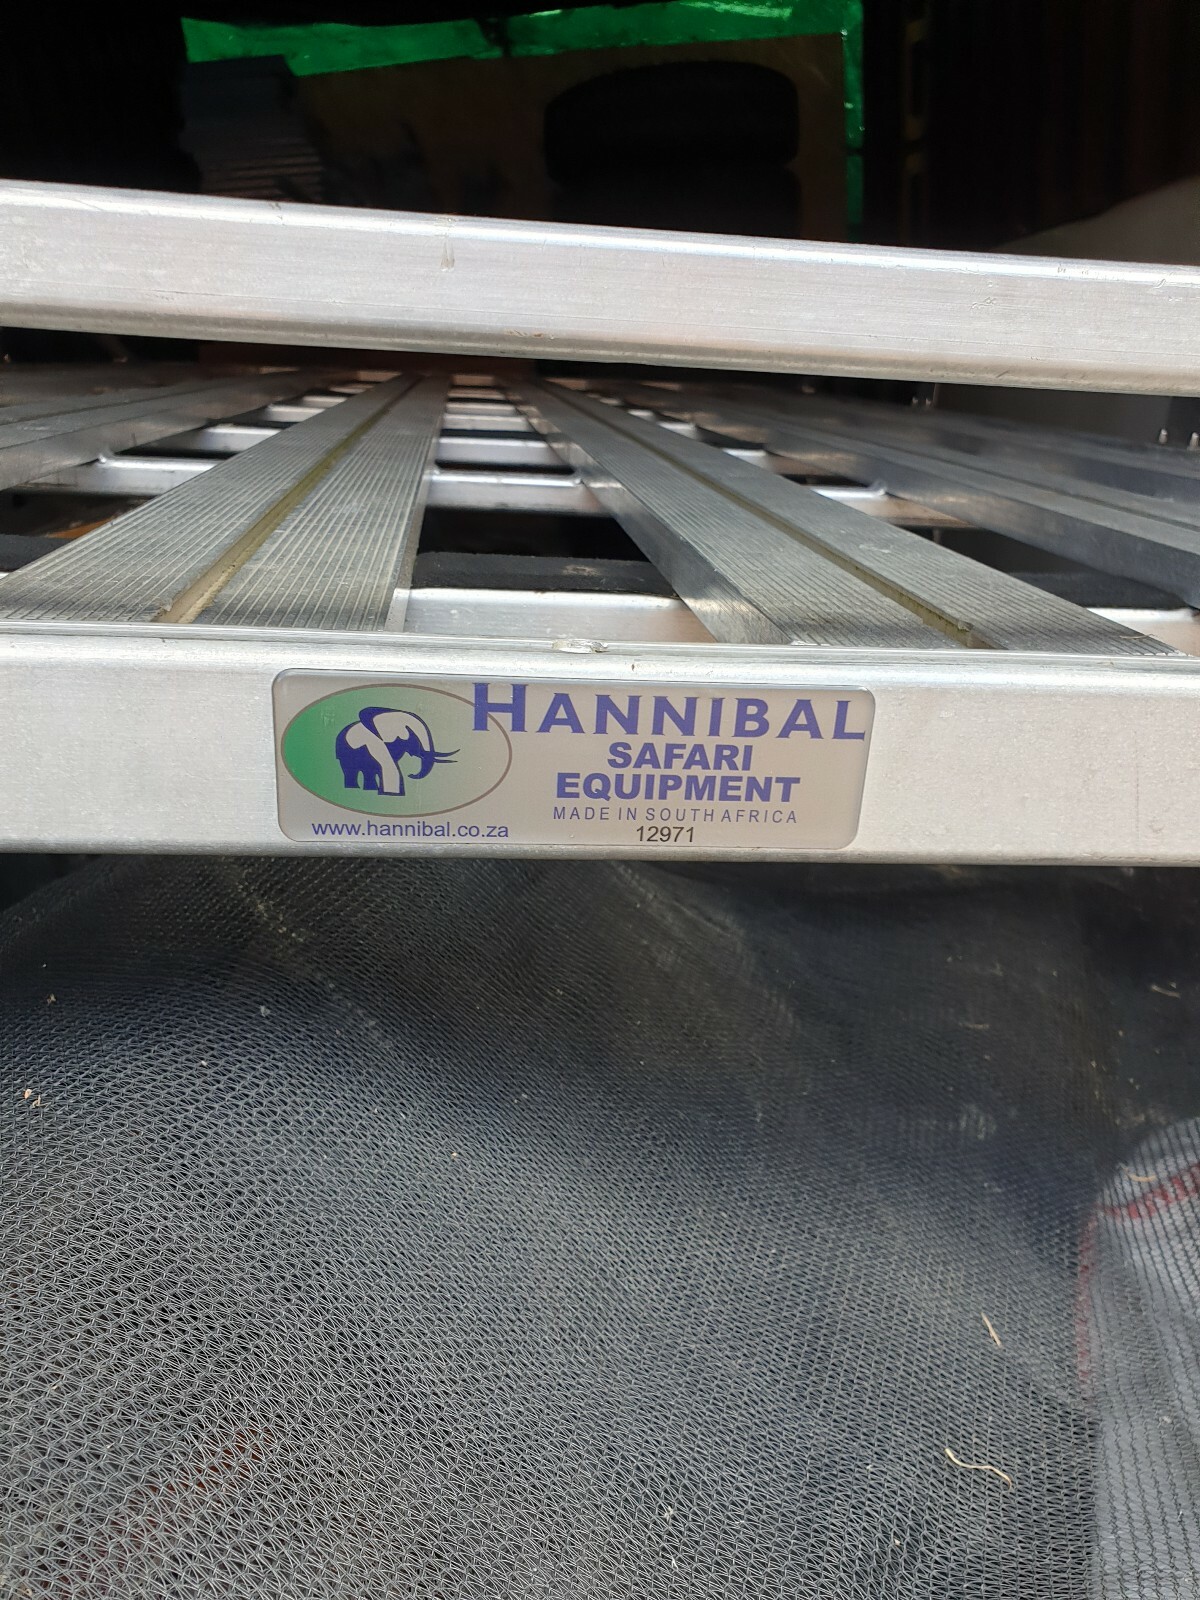 HANNIBAL
SAFARI
EQUIPMENT
MADE IN SOUTH AFRICA
www.hannibal.co.za
12971